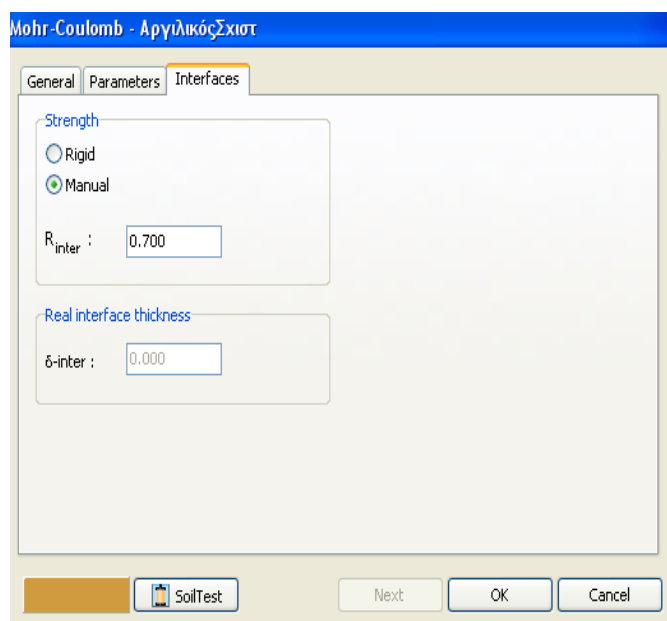 Mohr-Coulomb - ΑργιλικόςΣχιστ
General Parameters Interfaces
Strength
Rigid
Manual
Rinter : 0.700
Real interface thickness
δ-inter : 0.000
SoilTest Next OK Cancel